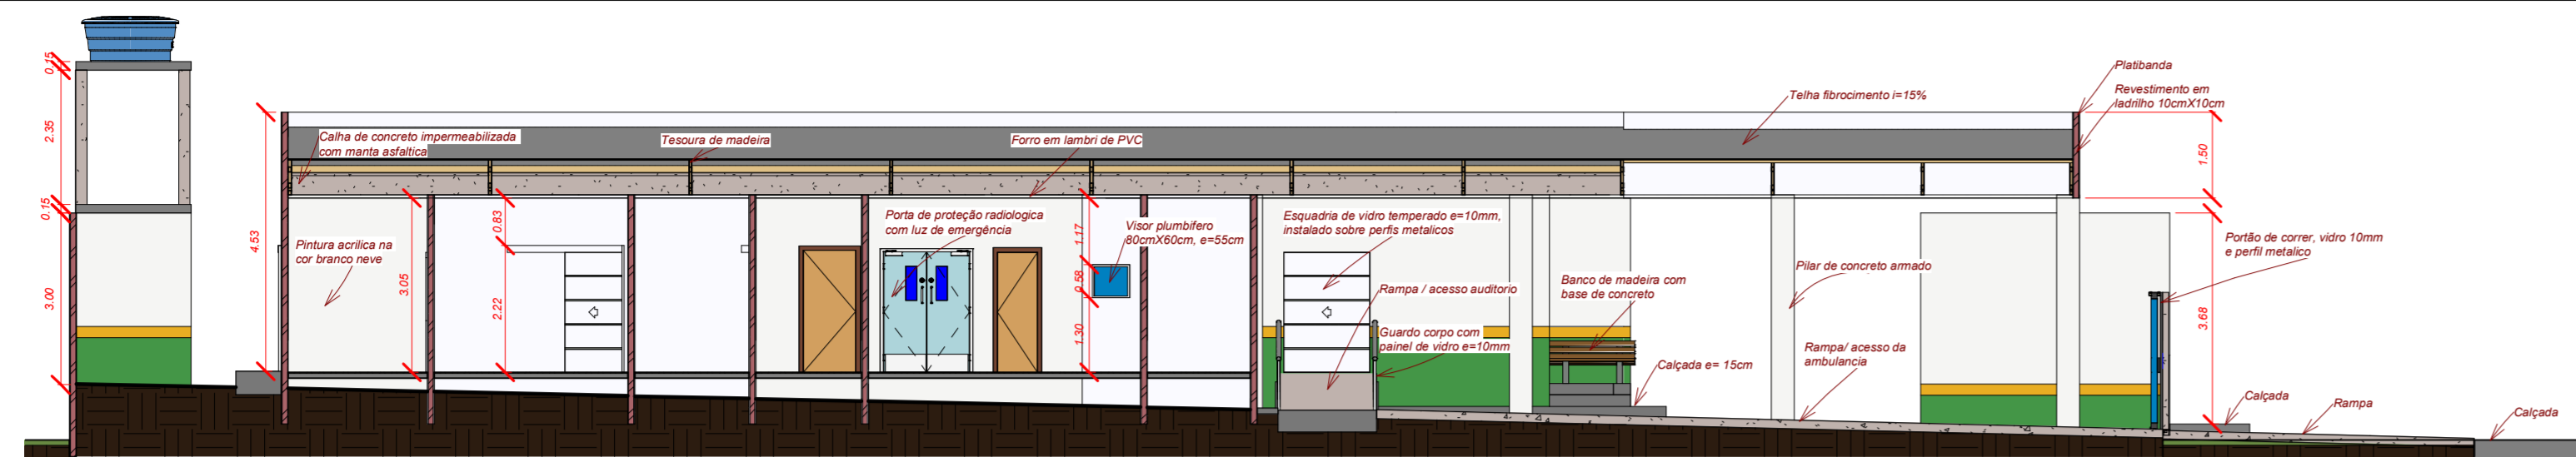 0.15
2.35
0.15
3.00
4.53
Calha de concreto impermeabilizada
com manta asfaltica
Pintura acrilica na
cor branco neve
3.05
0.83
2.22
Tesoura de madeira
Forro em lambri de PVC
Porta de proteção radiologica
com luz de emergência
1.17
0.58
1.30
Visor plumbifero
80cmX60cm, e=55cm
Esquadria de vidro temperado e=10mm,
instalado sobre perfis metalicos
Rampa / acesso auditorio
Guardo corpo com
painel de vidro e=10mm
Banco de madeira com
base de concreto
Calçada e= 15cm
Telha fibrocimento i=15%
Pilar de concreto armado
Rampa/ acesso da
ambulancia
Platibanda
Revestimento em
ladrilho 10cmX10cm
1.50
3.68
Portão de correr, vidro 10mm
e perfil metalico
Calçada
Rampa
Calçada